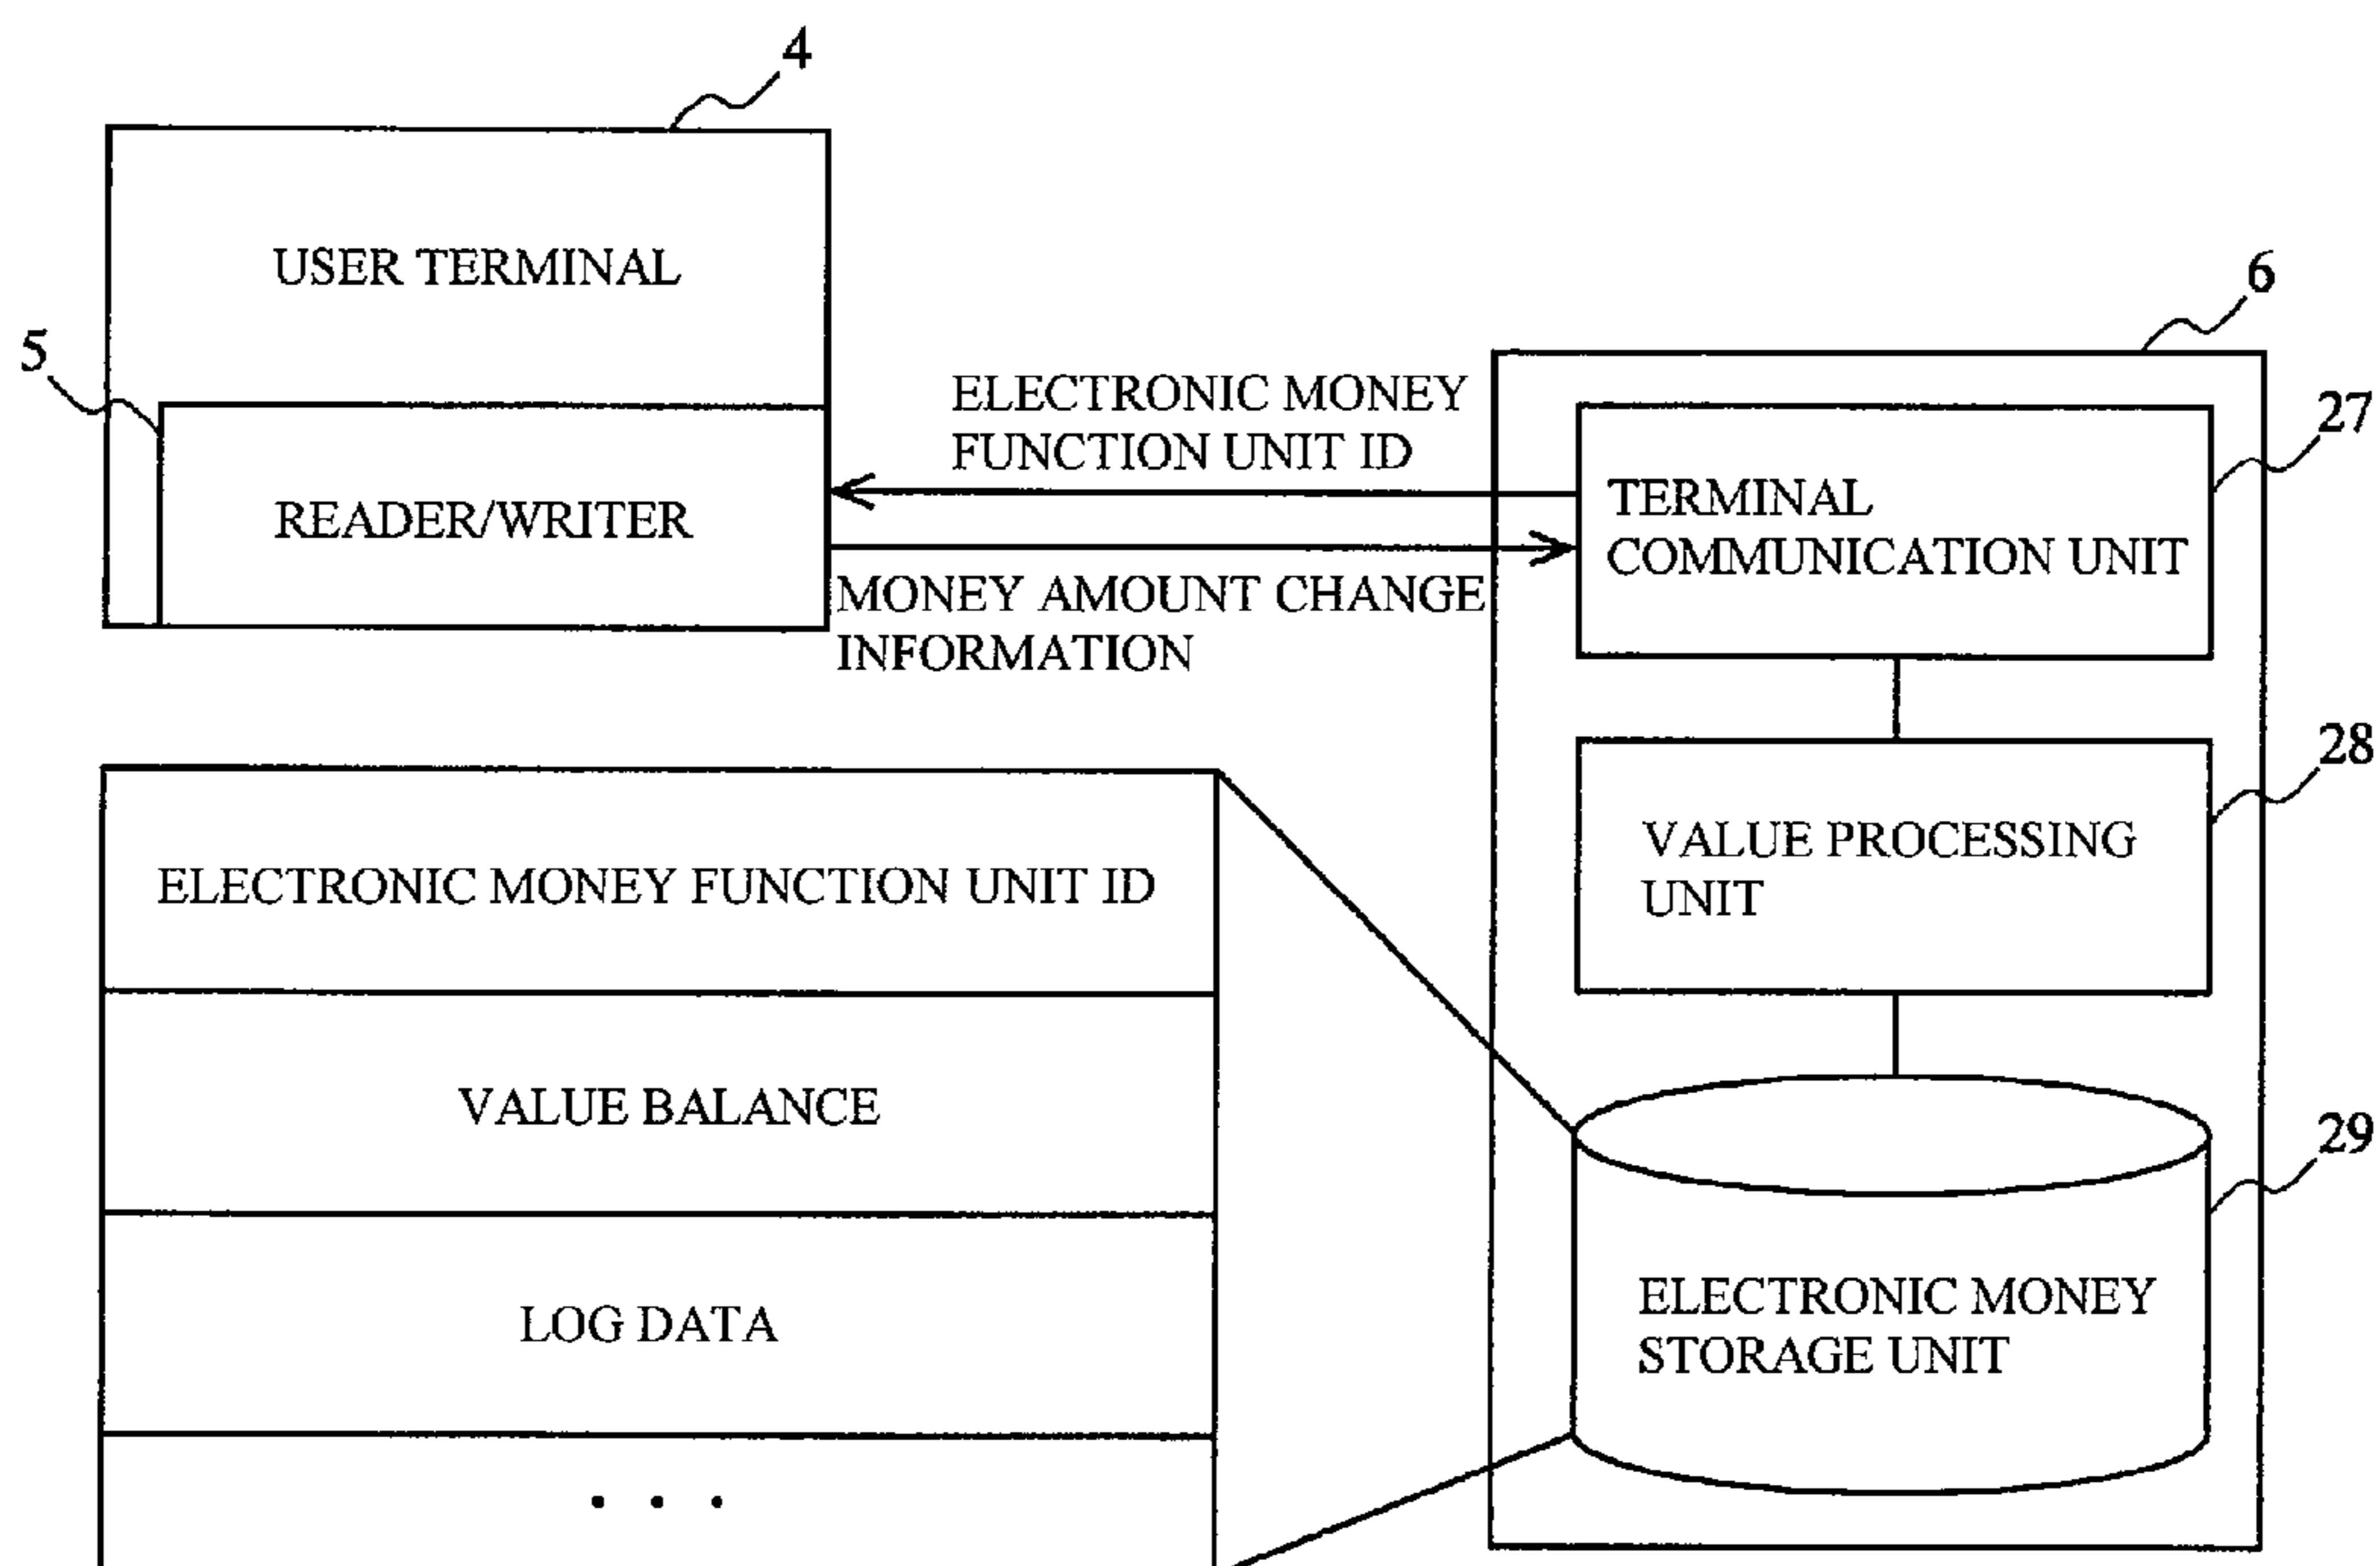 4
USER TERMINAL
5
READER/WRITER
ELECTRONIC MONEY
FUNCTION UNIT ID
MONEY AMOUNT CHANGE
INFORMATION
6
27
TERMINAL
COMMUNICATION UNIT
28
VALUE PROCESSING
UNIT
29
ELECTRONIC MONEY
STORAGE UNIT
ELECTRONIC MONEY FUNCTION UNIT ID
VALUE BALANCE
LOG DATA
. . .